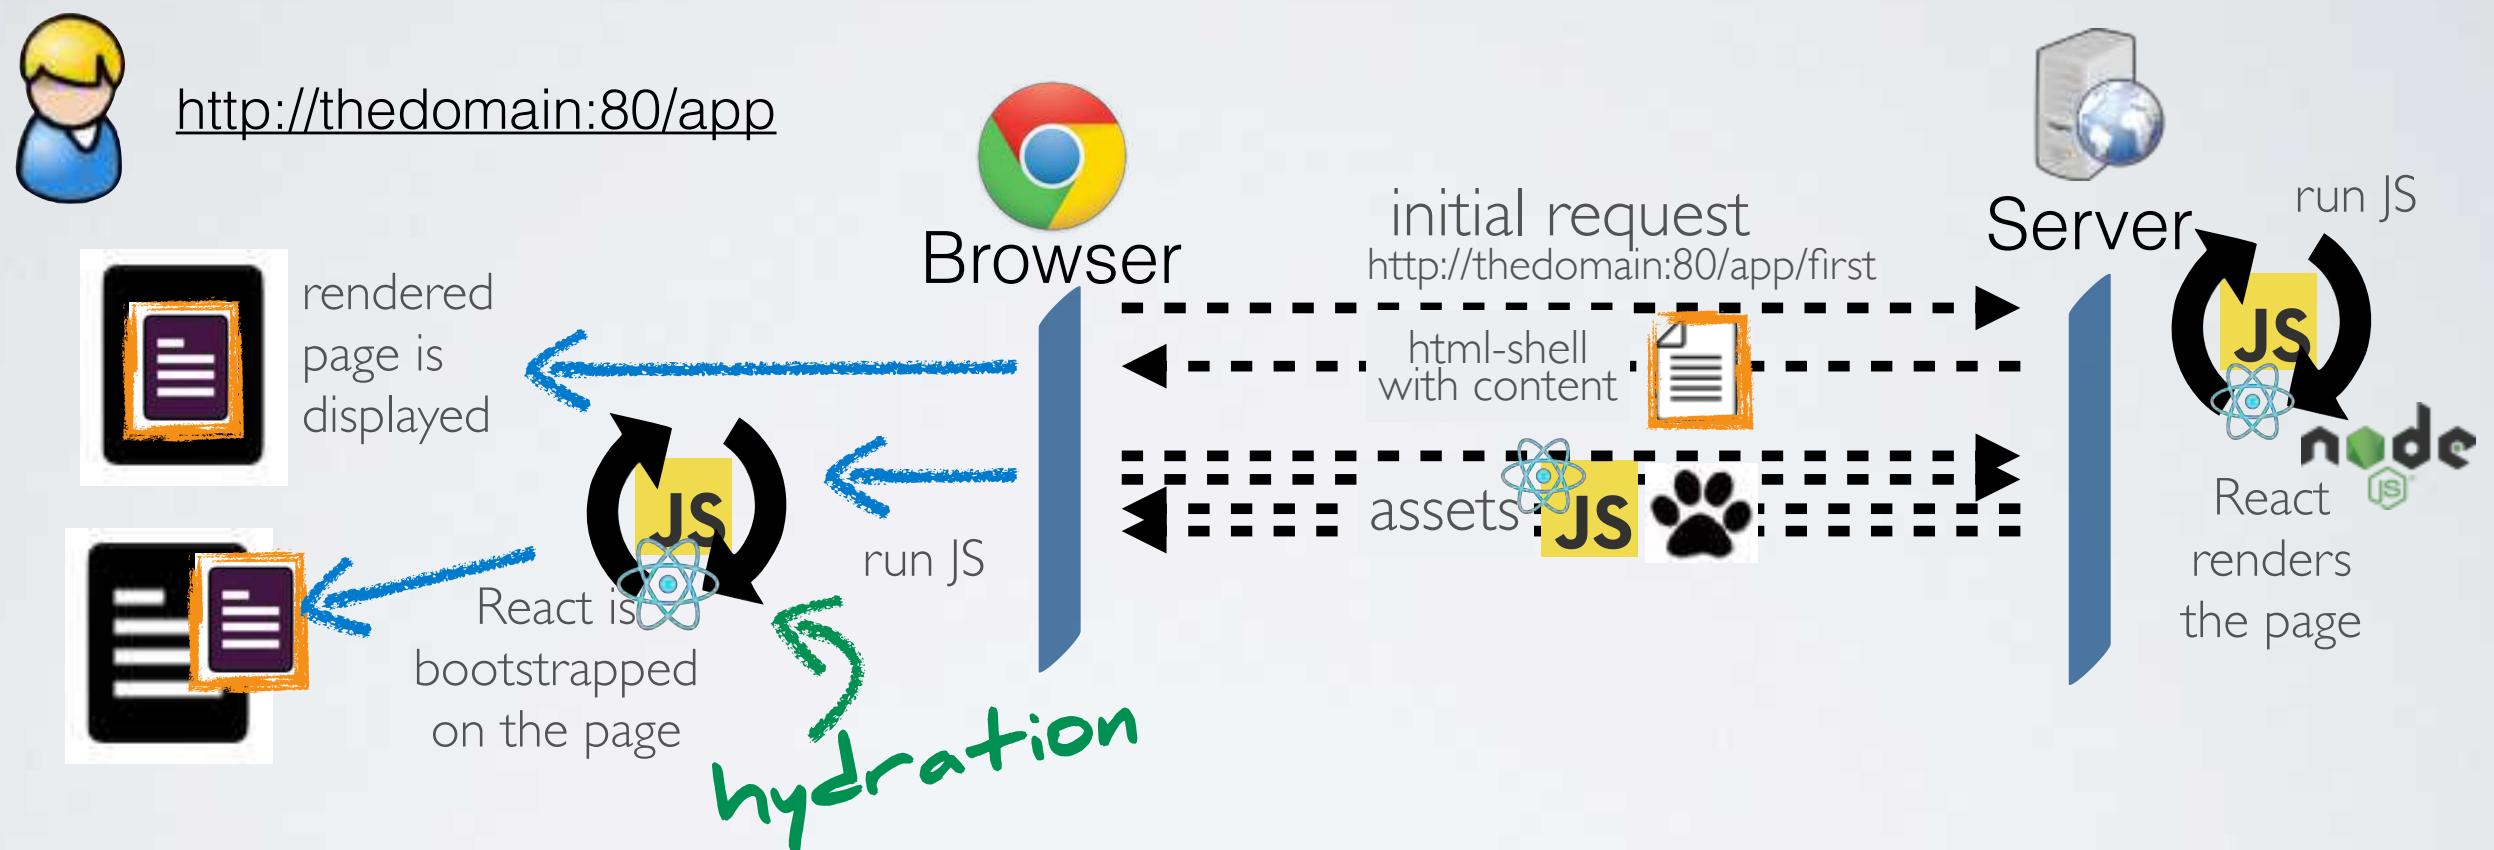 http://thedomain:80/app
Browser
initial request
http://thedomain:80/app/first
Server
run JS
rendered
page is
displayed
html-shell
with content
JS
node
JS
assets
JS
JS
run JS
React is
bootstrapped
on the page
React
renders
the page
hydration